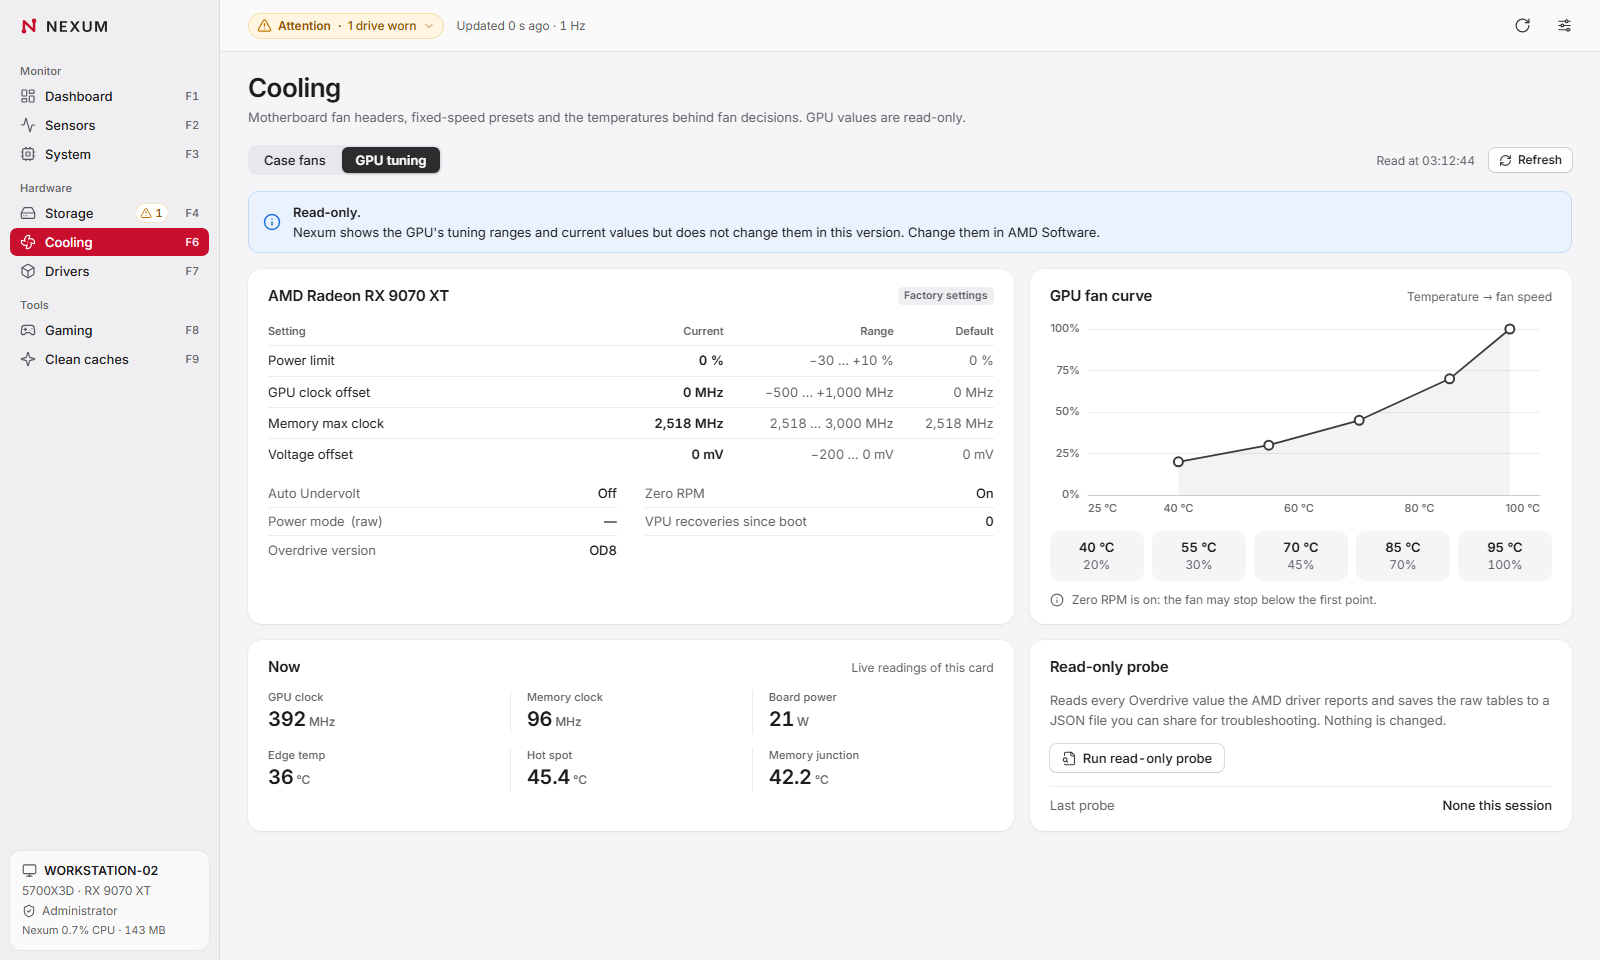 NEXUM
Attention · 1 drive worn
Updated 0 s ago · 1 Hz
Monitor
Dashboard F1
Sensors F2
System F3
Hardware
Storage 1 F4
Cooling F6
Drivers F7
Tools
Gaming F8
Clean caches F9
WORKSTATION-02
5700X3D · RX 9070 XT
Administrator
Nexum 0.7% CPU · 143 MB
Cooling
Motherboard fan headers, fixed-speed presets and the temperatures behind fan decisions. GPU values are read-only.
Case fans GPU tuning
Read at 03:12:44 Refresh
Read-only.
Nexum shows the GPU's tuning ranges and current values but does not change them in this version. Change them in AMD Software.
AMD Radeon RX 9070 XT Factory settings
Setting Current Range Default
Power limit 0 % −30 … +10 % 0 %
GPU clock offset 0 MHz −500 … +1,000 MHz 0 MHz
Memory max clock 2,518 MHz 2,518 … 3,000 MHz 2,518 MHz
Voltage offset 0 mV −200 … 0 mV 0 mV
Auto Undervolt Off Zero RPM On
Power mode (raw) — VPU recoveries since boot 0
Overdrive version OD8
GPU fan curve Temperature → fan speed
100%
75%
50%
25%
0%
25 °C 40 °C 60 °C 80 °C 100 °C
40 °C 55 °C 70 °C 85 °C 95 °C
20% 30% 45% 70% 100%
Zero RPM is on: the fan may stop below the first point.
Now Live readings of this card
GPU clock Memory clock Board power
392 MHz 96 MHz 21 W
Edge temp Hot spot Memory junction
36 °C 45.4 °C 42.2 °C
Read-only probe
Reads every Overdrive value the AMD driver reports and saves the raw tables to a
JSON file you can share for troubleshooting. Nothing is changed.
Run read-only probe
Last probe None this session